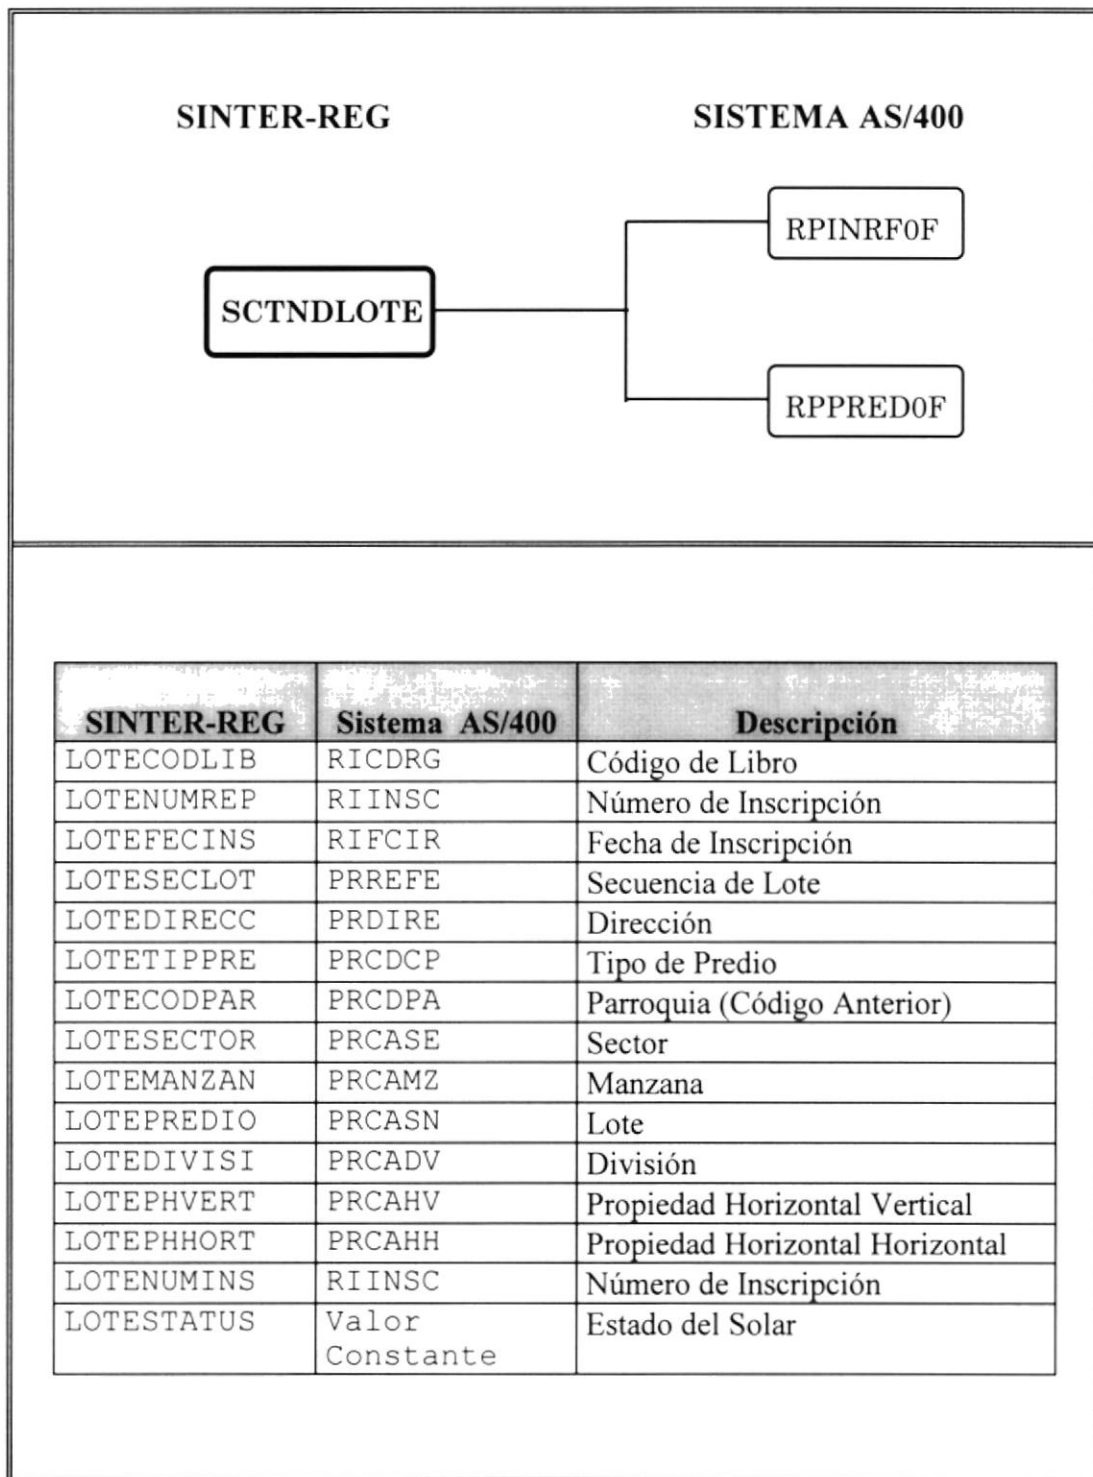 SINTER-REG SISTEMA AS/400
RPINRF0F
SCTNDLOTE
RPPRED0F
SINTER-REG Sistema AS/400 Descripción
LOTECODLIB RICDRG Código de Libro
LOTENUMREP RIINSC Número de Inscripción
LOTEFECINS RIFCIR Fecha de Inscripción
LOTESECLOT PRREFE Secuencia de Lote
LOTEDIRECC PRDIRE Dirección
LOTETIPPRE PRCDCP Tipo de Predio
LOTECODPAR PRCDPA Parroquia (Código Anterior)
LOTESECTOR PRCASE Sector
LOTEMANZAN PRCAMZ Manzana
LOTEPREDIO PRCASN Lote
LOTEDIVISI PRCADV División
LOTEPHVERT PRCAHV Propiedad Horizontal Vertical
LOTEPHHORT PRCAHH Propiedad Horizontal Horizontal
LOTENUMINS RIINSC Número de Inscripción
LOTESTATUS Valor Estado del Solar
Constante